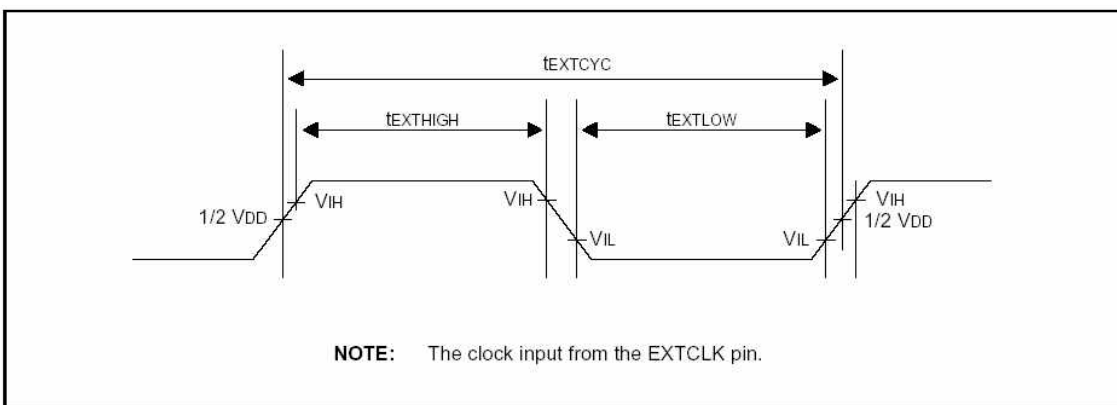 tEXTCYC
tEXTHIGH
tEXTLOW
VIH
VIH
VIH
1/2 VDD
1/2 VDD
VIL
VIL
NOTE: The clock input from the EXTCLK pin.